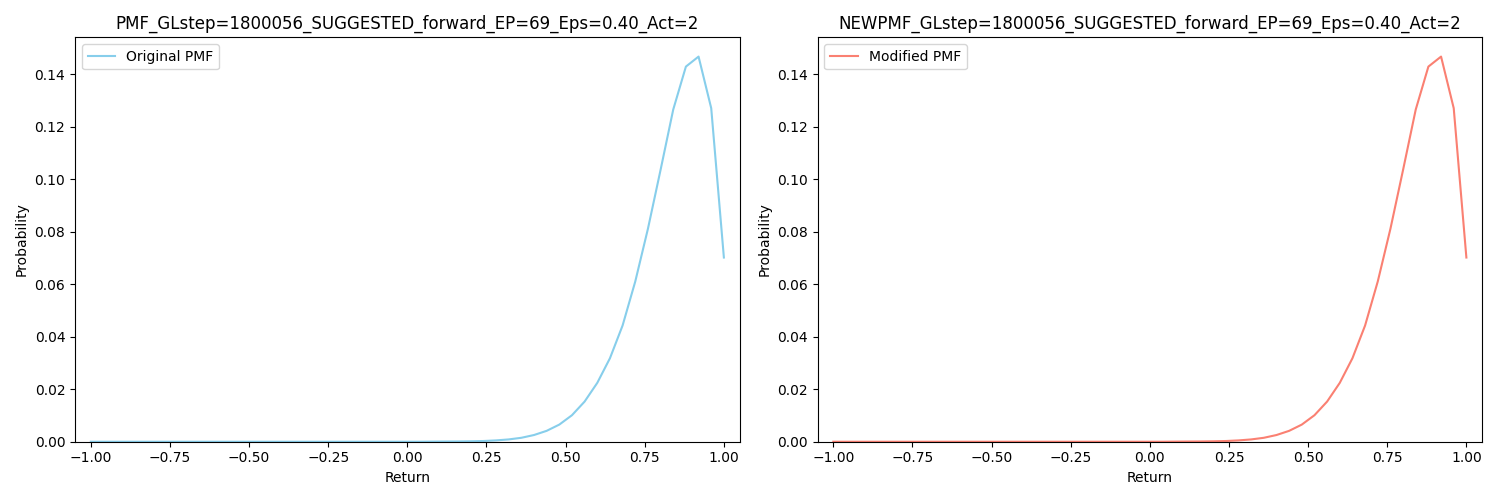 PMF_GLstep=1800056_SUGGESTED_forward_EP=69_Eps=0.40_Act=2
Original PMF
Probability
0.14
0.12
0.10
0.08
0.06
0.04
0.02
0.00
−1.00 −0.75 −0.50 −0.25 0.00 0.25 0.50 0.75 1.00
Return
NEWPMF_GLstep=1800056_SUGGESTED_forward_EP=69_Eps=0.40_Act=2
Modified PMF
Probability
0.14
0.12
0.10
0.08
0.06
0.04
0.02
0.00
−1.00 −0.75 −0.50 −0.25 0.00 0.25 0.50 0.75 1.00
Return